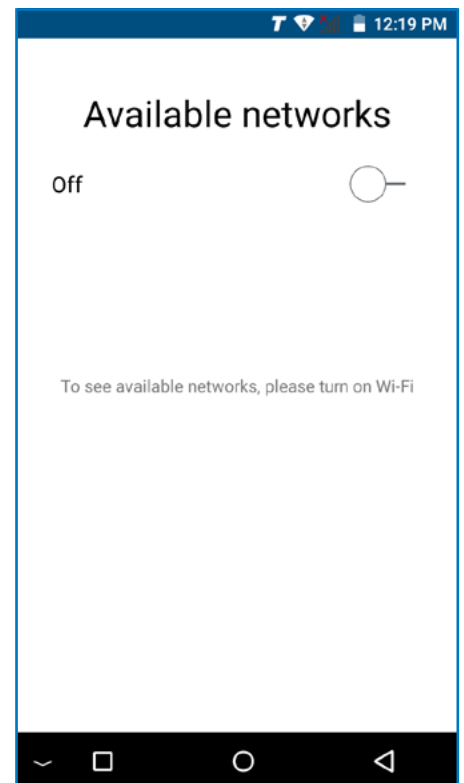 T 12:19 PM
Available networks
Off
To see available networks, please turn on Wi-Fi